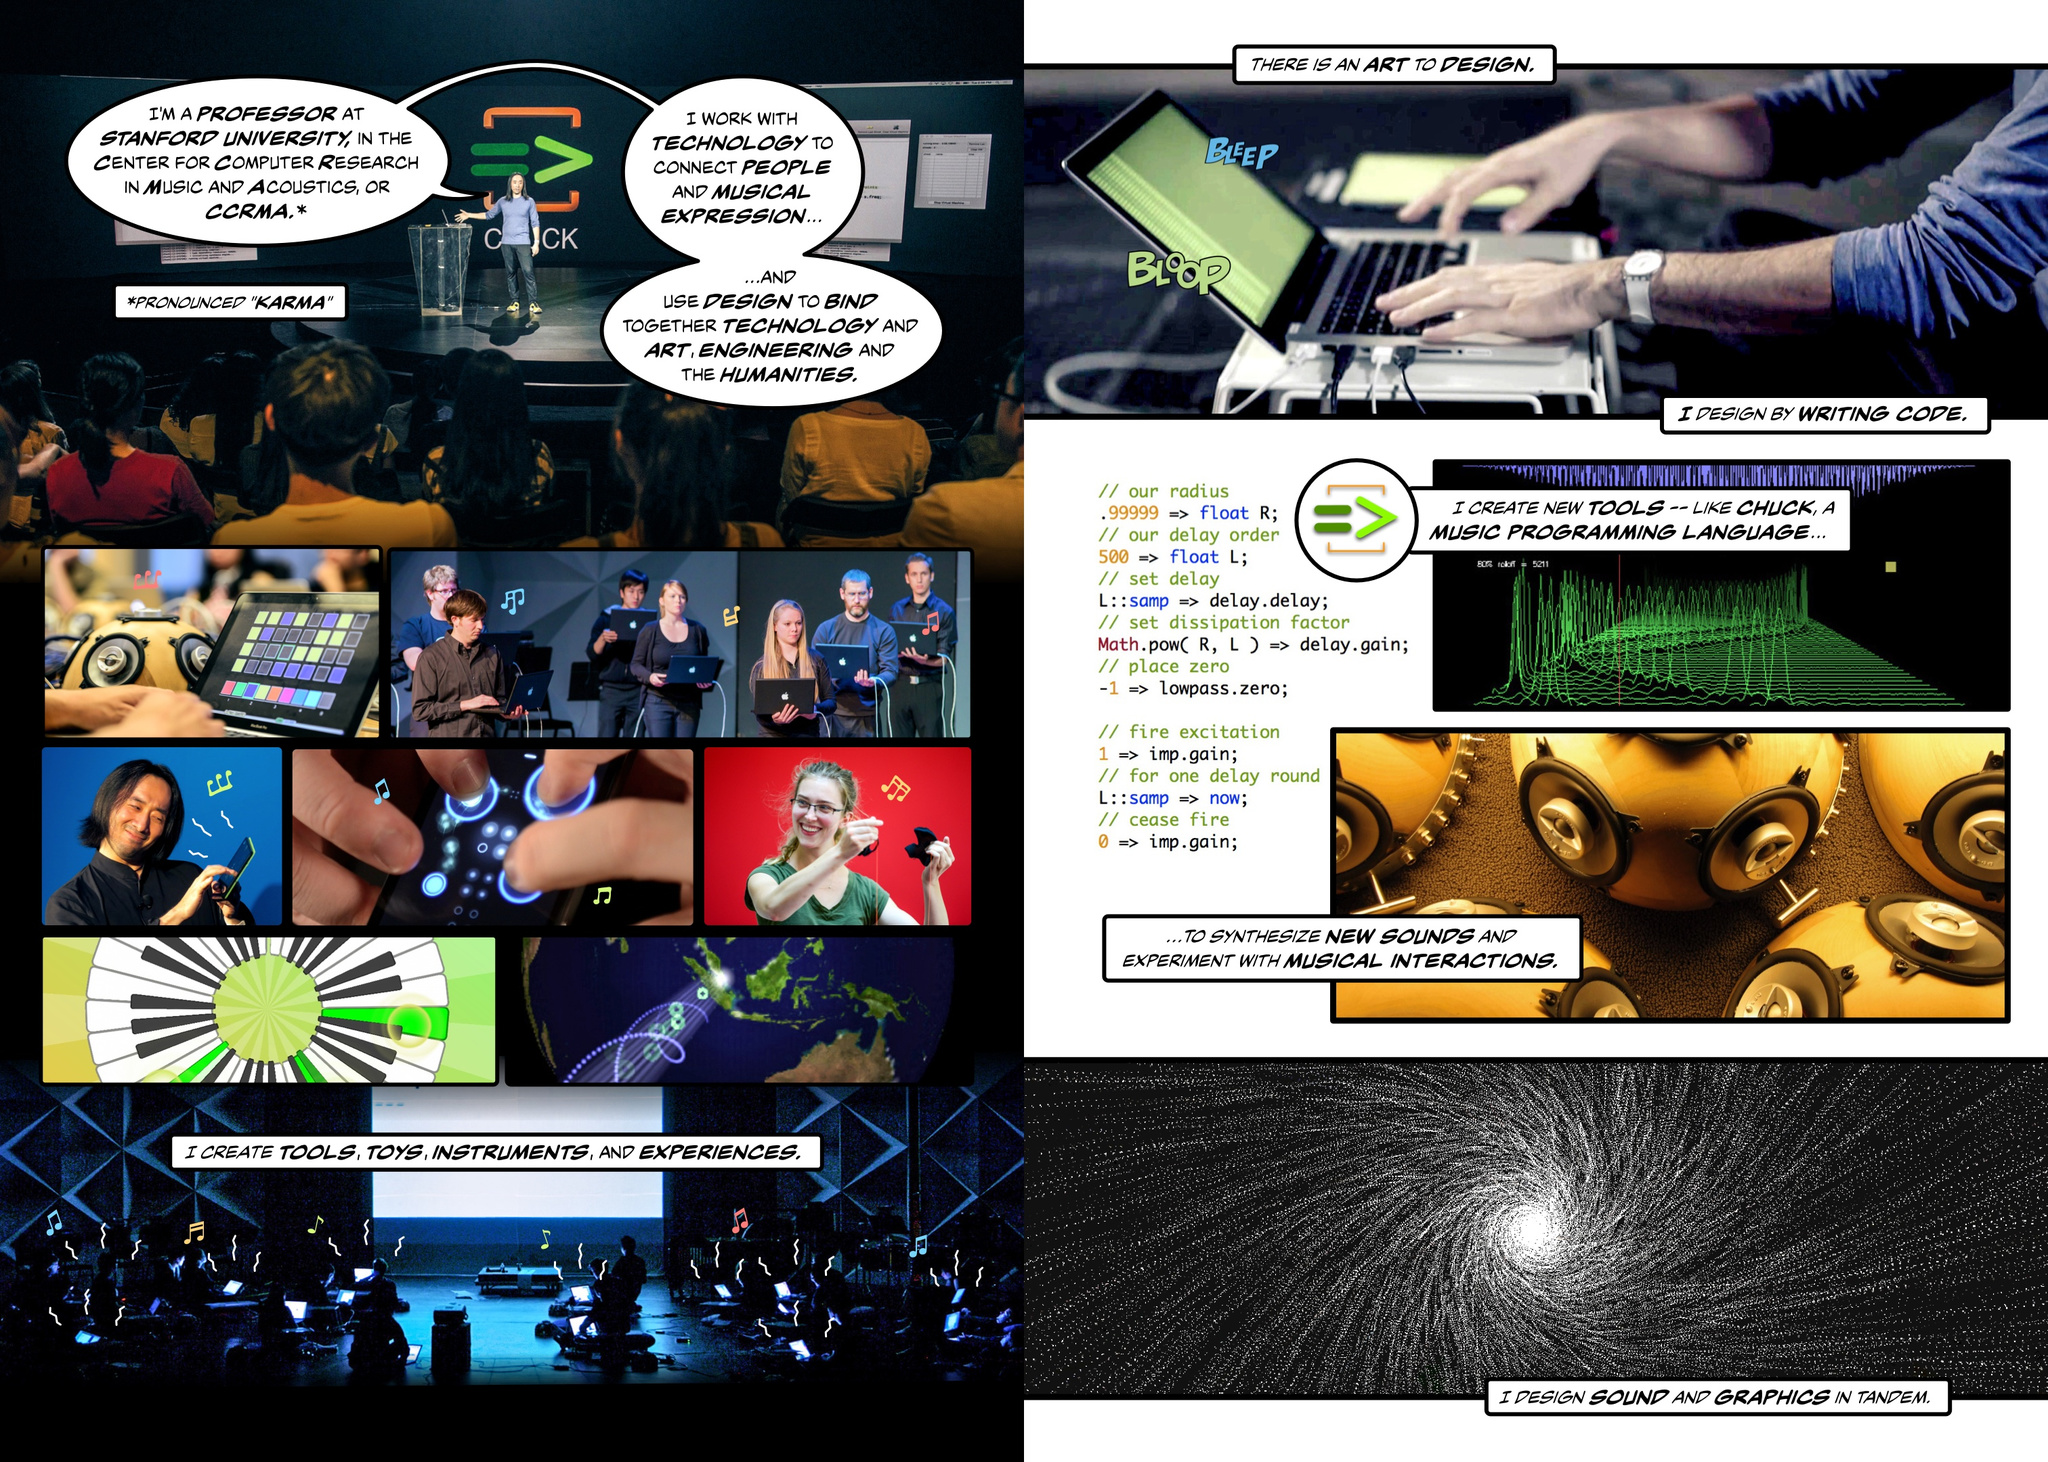 I'M A PROFESSOR AT
STANFORD UNIVERSITY, IN THE
CENTER FOR COMPUTER RESEARCH
IN MUSIC AND ACOUSTICS, OR
CCRMA.*
I WORK WITH
TECHNOLOGY TO
CONNECT PEOPLE
AND MUSICAL
EXPRESSION...
...AND
USE DESIGN TO BIND
TOGETHER TECHNOLOGY AND
ART, ENGINEERING AND
THE HUMANITIES.
*PRONOUNCED "KARMA"
I CREATE TOOLS, TOYS, INSTRUMENTS, AND EXPERIENCES.
THERE IS AN ART TO DESIGN.
BLEEP
BLOOP
I DESIGN BY WRITING CODE.
// our radius
.99999 => float R;
// our delay order
500 => float L;
// set delay
L::samp => delay.delay;
// set dissipation factor
Math.pow( R, L ) => delay.gain;
// place zero
-1 => lowpass.zero;
// fire excitation
1 => imp.gain;
// for one delay round
L::samp => now;
// cease fire
0 => imp.gain;
I CREATE NEW TOOLS -- LIKE CHUCK, A
MUSIC PROGRAMMING LANGUAGE...
80% rolloff = 5211
...TO SYNTHESIZE NEW SOUNDS AND
EXPERIMENT WITH MUSICAL INTERACTIONS.
I DESIGN SOUND AND GRAPHICS IN TANDEM.